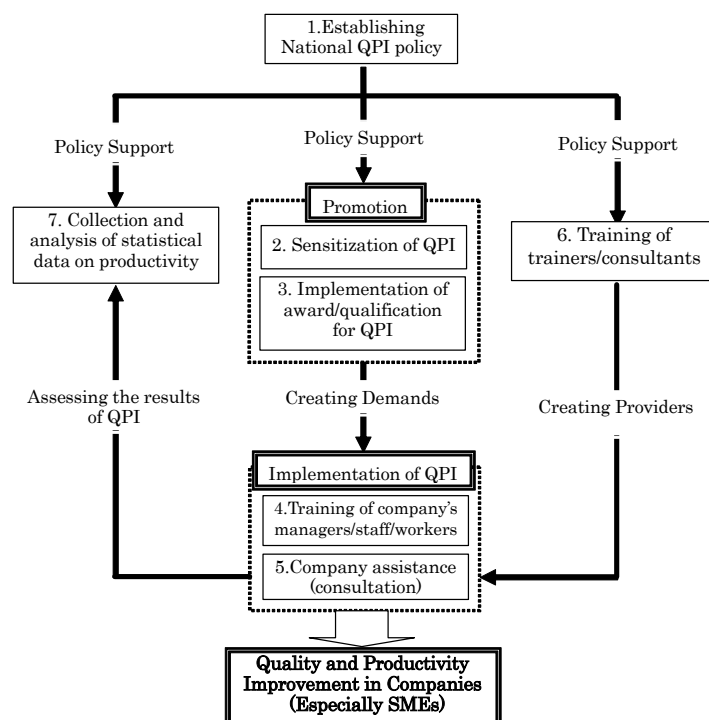 1.Establishing
National QPI policy
Policy Support
Policy Support
Policy Support
Promotion
7. Collection and
analysis of statistical
data on productivity
2. Sensitization of QPI
3. Implementation of
award/qualification
for QPI
6. Training of
trainers/consultants
Assessing the results
of QPI
Creating Demands
Creating Providers
Implementation of QPI
4.Training of company's
managers/staff/workers
5.Company assistance
(consultation)
Quality and Productivity
Improvement in Companies
(Especially SMEs)